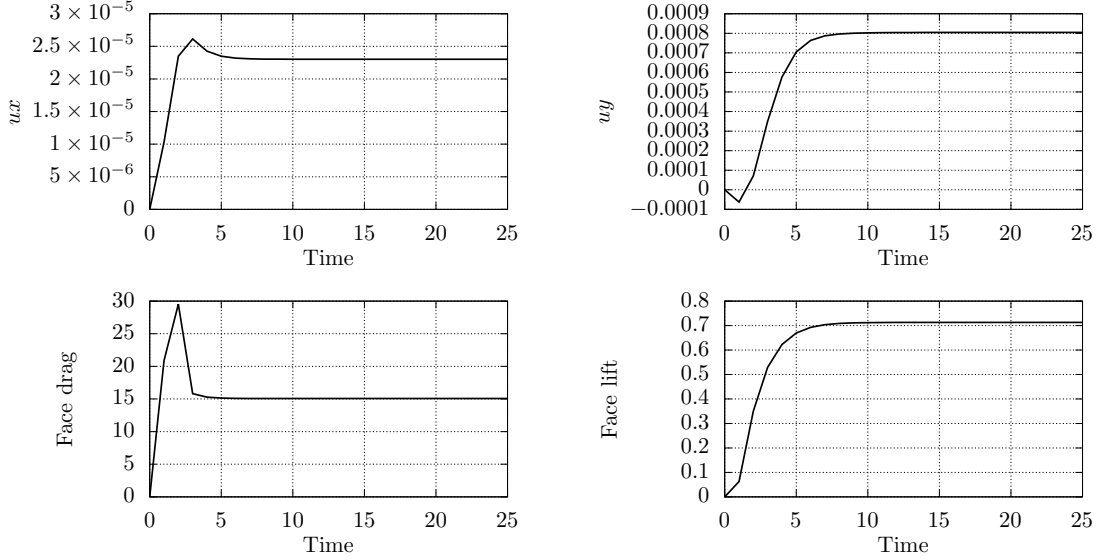 3 × 10⁻⁵
2.5 × 10⁻⁵
2 × 10⁻⁵
1.5 × 10⁻⁵
1 × 10⁻⁵
5 × 10⁻⁶
0
ux
0 5 10 15 20 25
Time
0.0009
0.0008
0.0007
0.0006
0.0005
0.0004
0.0003
0.0002
0.0001
0
−0.0001
uy
0 5 10 15 20 25
Time
30
25
20
15
10
5
0
Face drag
0 5 10 15 20 25
Time
0.8
0.7
0.6
0.5
0.4
0.3
0.2
0.1
0
Face lift
0 5 10 15 20 25
Time